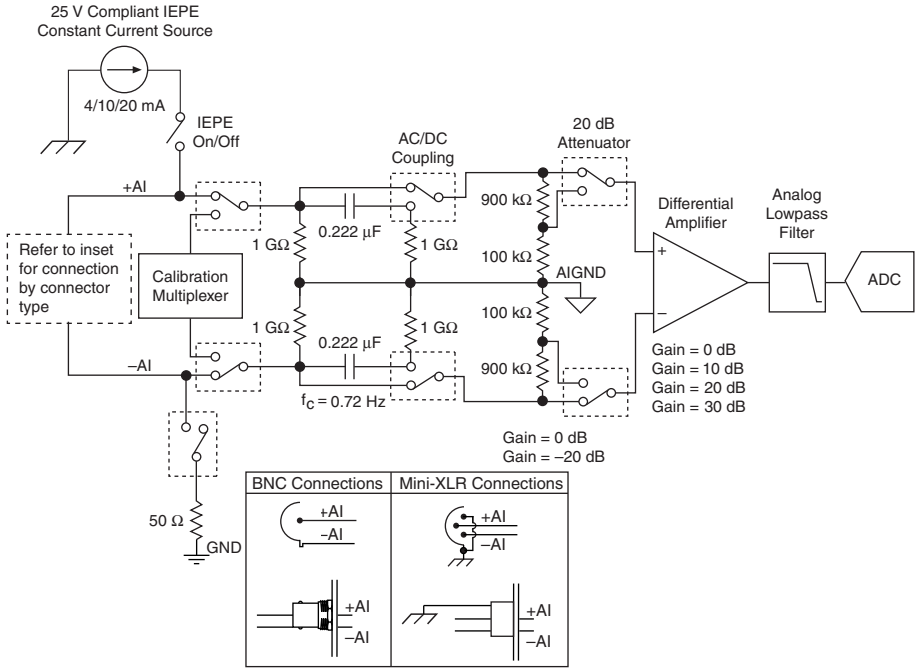 25 V Compliant IEPE
Constant Current Source
4/10/20 mA
IEPE
On/Off
+AI
Refer to inset
for connection
by connector
type
Calibration
Multiplexer
–AI
50 Ω
GND
1 GΩ
0.222 µF
1 GΩ
0.222 µF
f_C = 0.72 Hz
AC/DC
Coupling
1 GΩ
1 GΩ
20 dB
Attenuator
900 kΩ
100 kΩ
AIGND
100 kΩ
900 kΩ
Gain = 0 dB
Gain = –20 dB
Differential
Amplifier
+
–
Gain = 0 dB
Gain = 10 dB
Gain = 20 dB
Gain = 30 dB
Analog
Lowpass
Filter
ADC
BNC Connections
+AI
–AI
+AI
–AI
Mini-XLR Connections
+AI
–AI
+AI
–AI